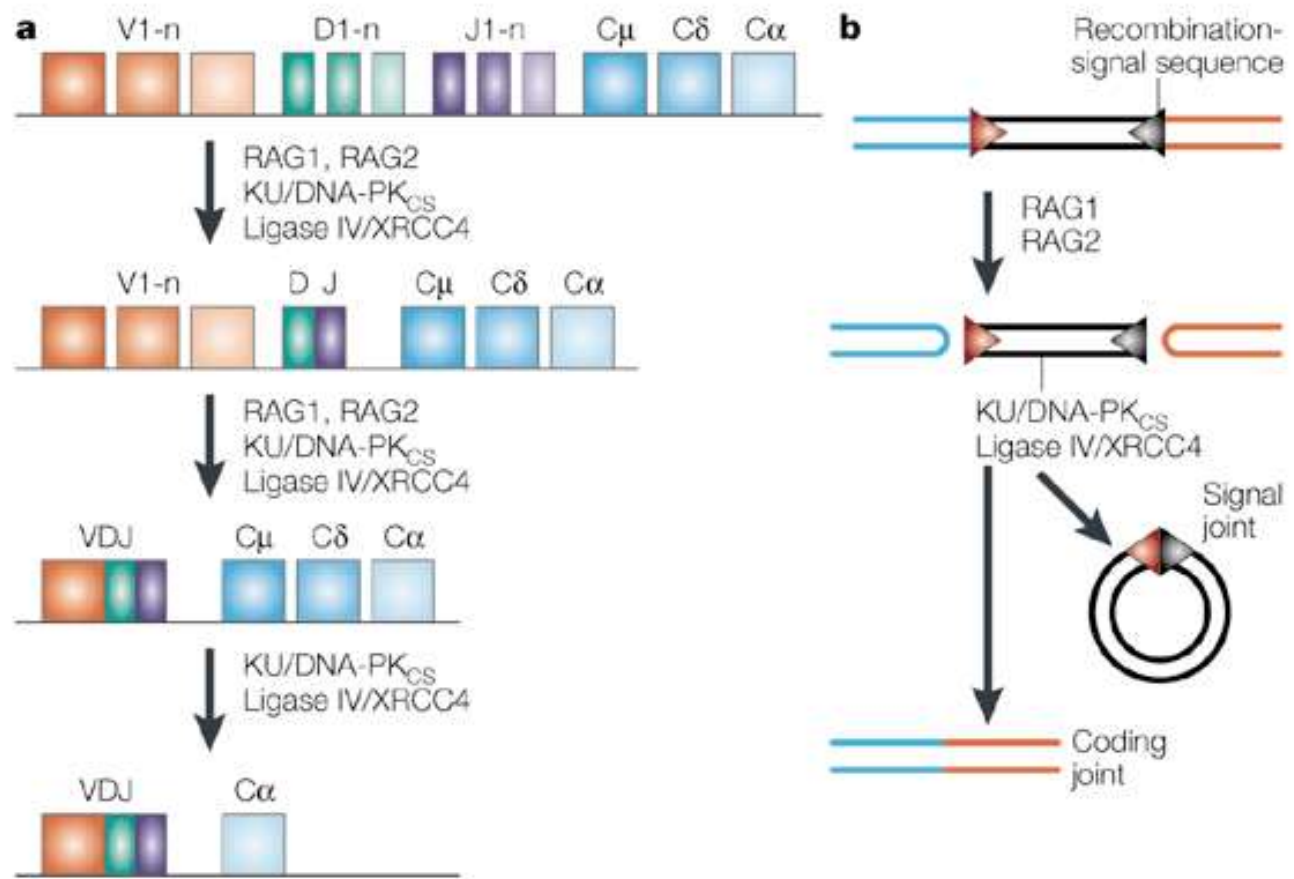 a
V1-n D1-n J1-n Cμ Cδ Cα
RAG1, RAG2
KU/DNA-PKCS
Ligase IV/XRCC4
V1-n D J Cμ Cδ Cα
RAG1, RAG2
KU/DNA-PKCS
Ligase IV/XRCC4
VDJ Cμ Cδ Cα
KU/DNA-PKCS
Ligase IV/XRCC4
VDJ Cα
b
Recombination-
signal sequence
RAG1
RAG2
KU/DNA-PKCS
Ligase IV/XRCC4
Signal
joint
Coding
joint